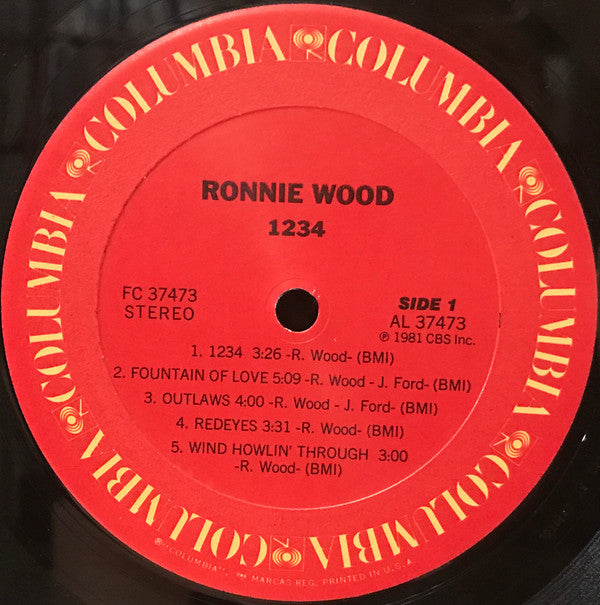 COLUMBIA COLUMBIA COLUMBIA COLUMBIA COLUMBIA COLUMBIA
RONNIE WOOD
1234
FC 37473
STEREO
SIDE 1
AL 37473
℗ 1981 CBS Inc.
1. 1234 3:26 -R. Wood- (BMI)
2. FOUNTAIN OF LOVE 5:09 -R. Wood - J. Ford- (BMI)
3. OUTLAWS 4:00 -R. Wood - J. Ford- (BMI)
4. REDEYES 3:31 -R. Wood- (BMI)
5. WIND HOWLIN' THROUGH 3:00
-R. Wood- (BMI)
® "COLUMBIA", MARCAS REG. PRINTED IN U.S.A.